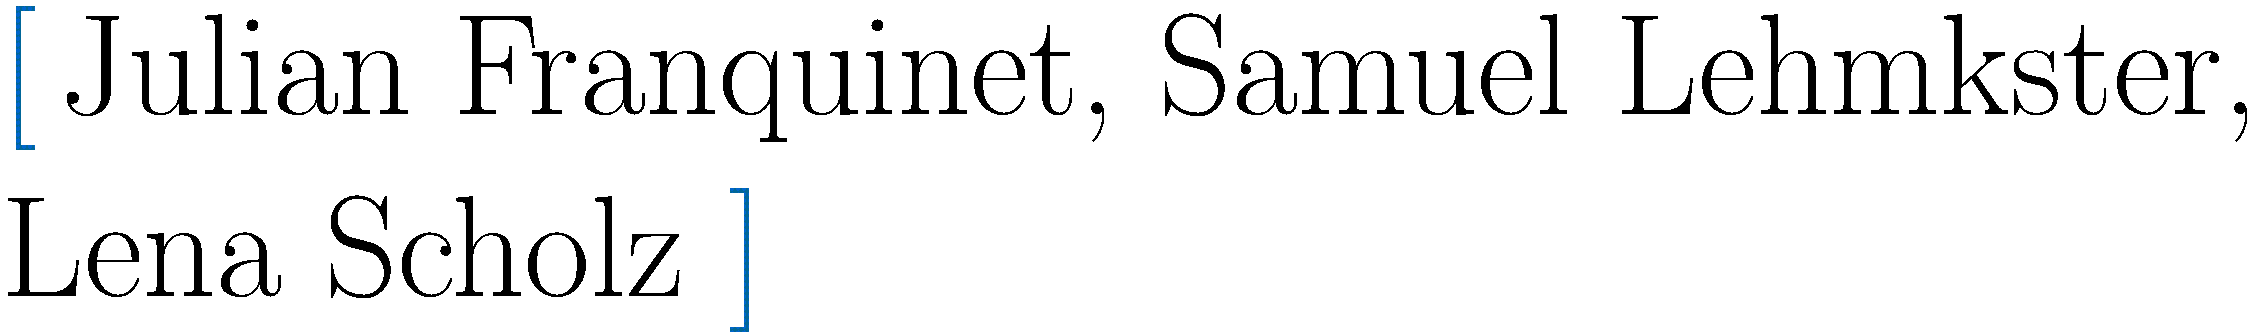 [ Julian Franquinet, Samuel Lehmkster,
Lena Scholz ]